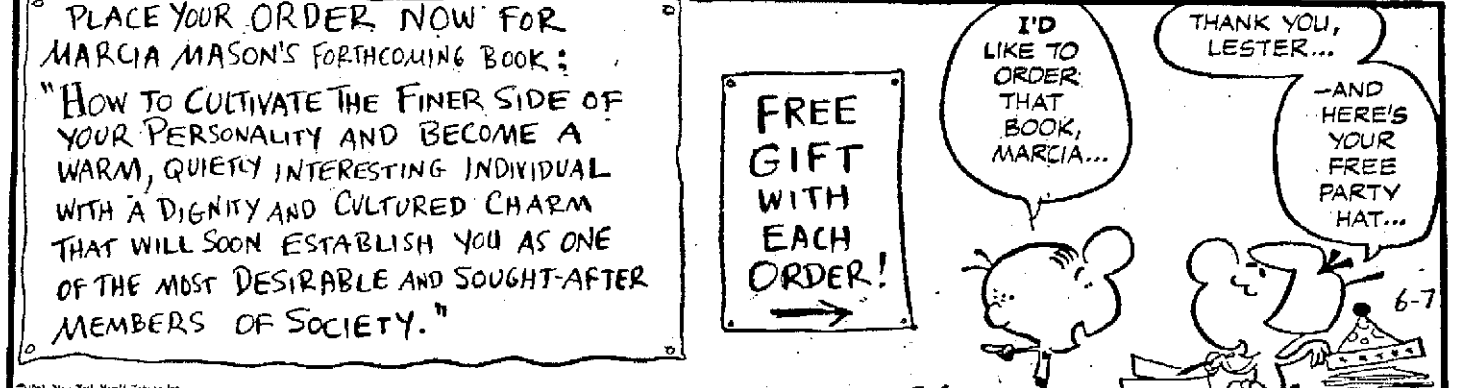 PLACE YOUR ORDER NOW FOR
MARCIA MASON'S FORTHCOMING BOOK:
"HOW TO CULTIVATE THE FINER SIDE OF
YOUR PERSONALITY AND BECOME A
WARM, QUIETLY INTERESTING INDIVIDUAL
WITH A DIGNITY AND CULTURED CHARM
THAT WILL SOON ESTABLISH YOU AS ONE
OF THE MOST DESIRABLE AND SOUGHT-AFTER
MEMBERS OF SOCIETY."
FREE
GIFT
WITH
EACH
ORDER!
I'D
LIKE TO
ORDER
THAT
BOOK,
MARCIA...
THANK YOU,
LESTER...
—AND
HERE'S
YOUR
FREE
PARTY
HAT...
6-7